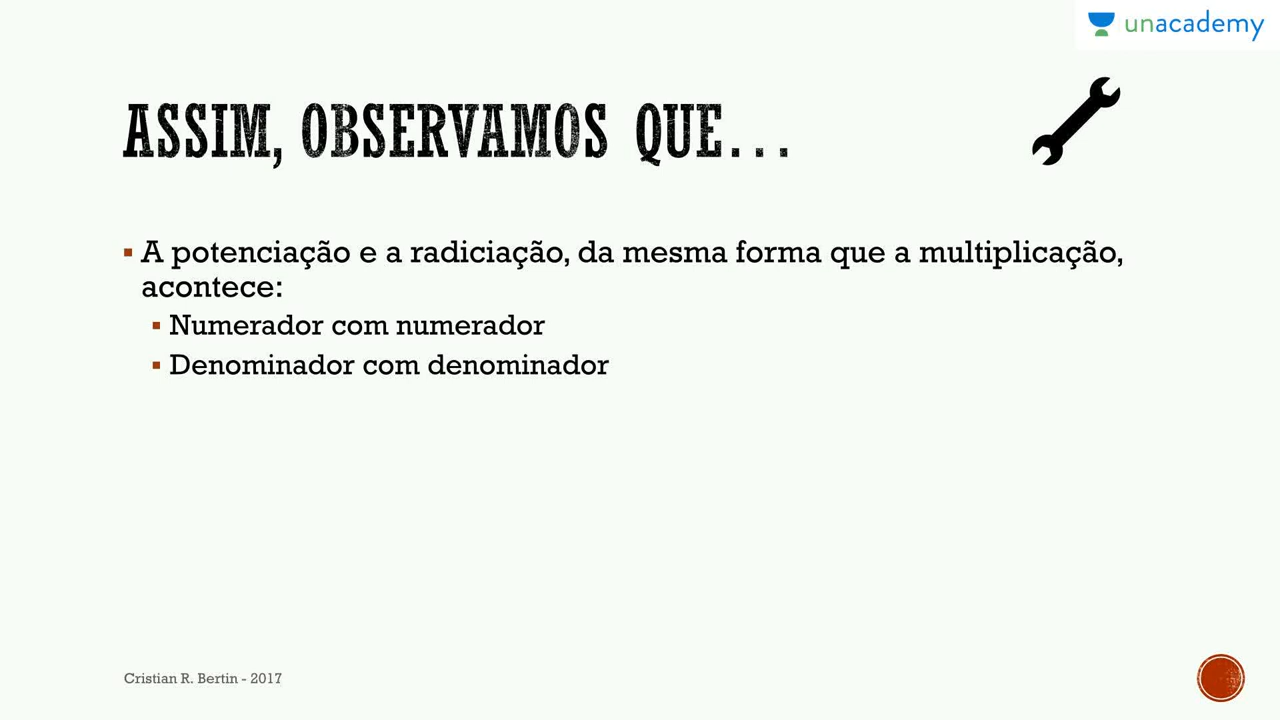 unacademy
ASSIM, OBSERVAMOS QUE...
▪ A potenciação e a radiciação, da mesma forma que a multiplicação,
acontece:
▪ Numerador com numerador
▪ Denominador com denominador
Cristian R. Bertin - 2017